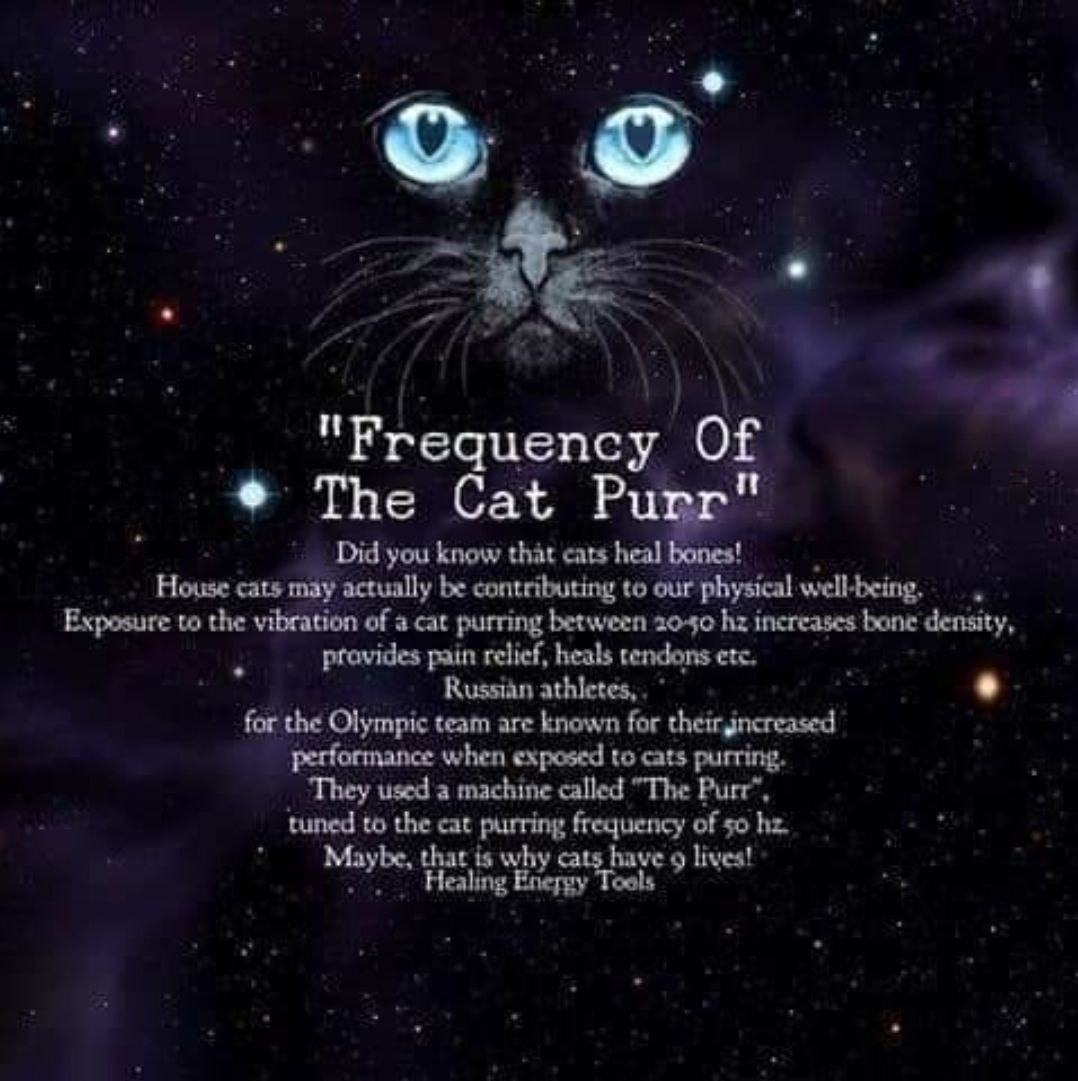 "Frequency Of
The Cat Purr"
Did you know that cats heal bones!
House cats may actually be contributing to our physical well-being.
Exposure to the vibration of a cat purring between 20-50 hz increases bone density,
provides pain relief, heals tendons etc.
Russian athletes,
for the Olympic team are known for their increased
performance when exposed to cats purring.
They used a machine called "The Purr",
tuned to the cat purring frequency of 50 hz.
Maybe, that is why cats have 9 lives!
Healing Energy Tools